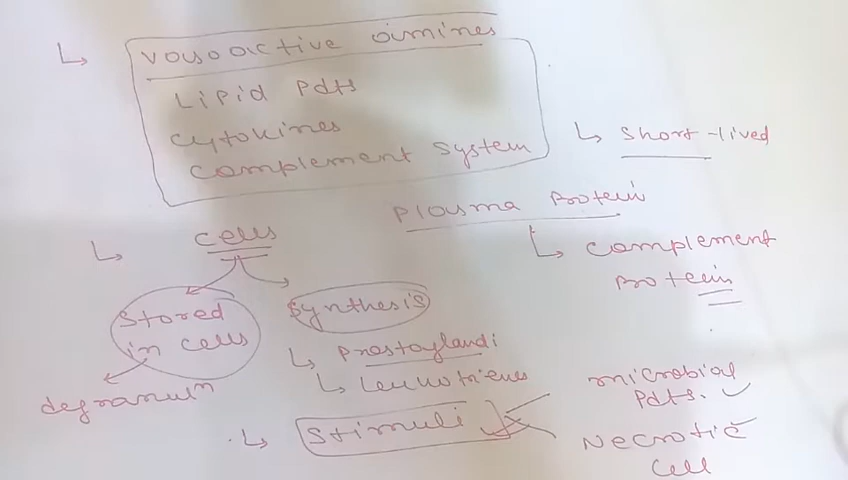 Vasoactive amines
Lipid Pdts
Cytokines
Complement System
Short-lived
Plasma Protein
Complement
Protein
Cells
Stored
in cells
degranuln
Synthesis
Prostaglandi
Leukotrienes
Stimuli
microbial
Pdts.
Necrotic
Cell